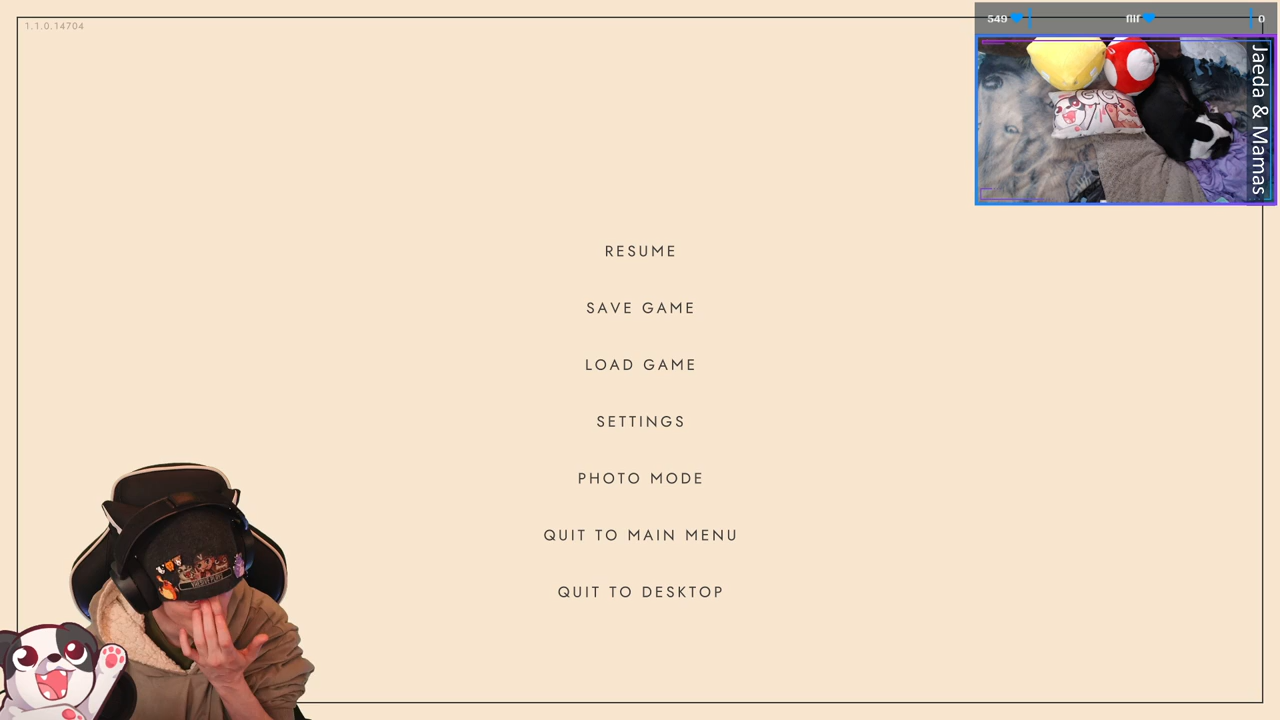 1.1.0.14704
549
0
Jaeda & Mamas
RESUME
SAVE GAME
LOAD GAME
SETTINGS
PHOTO MODE
QUIT TO MAIN MENU
QUIT TO DESKTOP